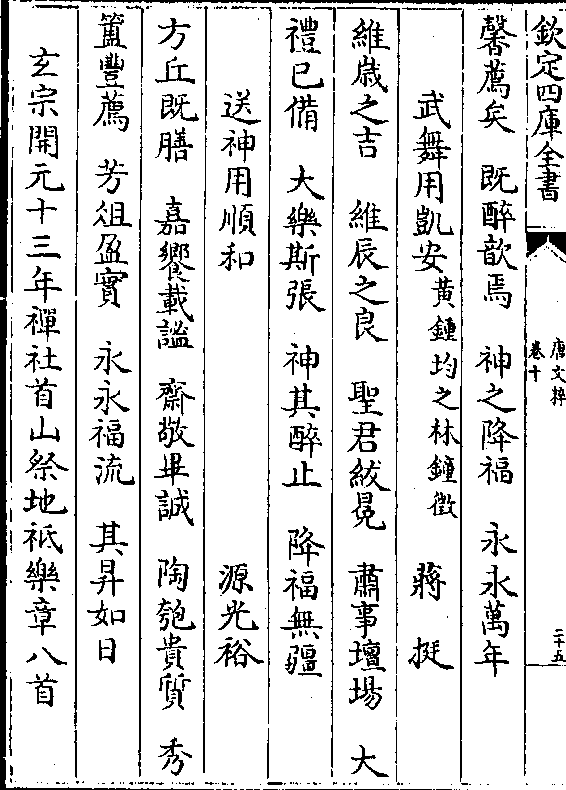 欽定四庫全書
唐文粹
卷十
二十五
馨薦矣　既醉歆焉　神之降福　永永萬年
武舞用凱安黃鍾均之林鍾徵　蔣挺
維歲之吉　維辰之良　聖君紱冕　肅事壇場　大
禮已備　大樂斯張　神其醉止　降福無疆
送神用順和　源光裕
方丘既膳　嘉饗載謐　齋敬畢誠　陶匏貴質　秀
簠豐薦　芳俎盈實　永永福流　其昇如日
玄宗開元十三年禪社首山祭地祇樂章八首